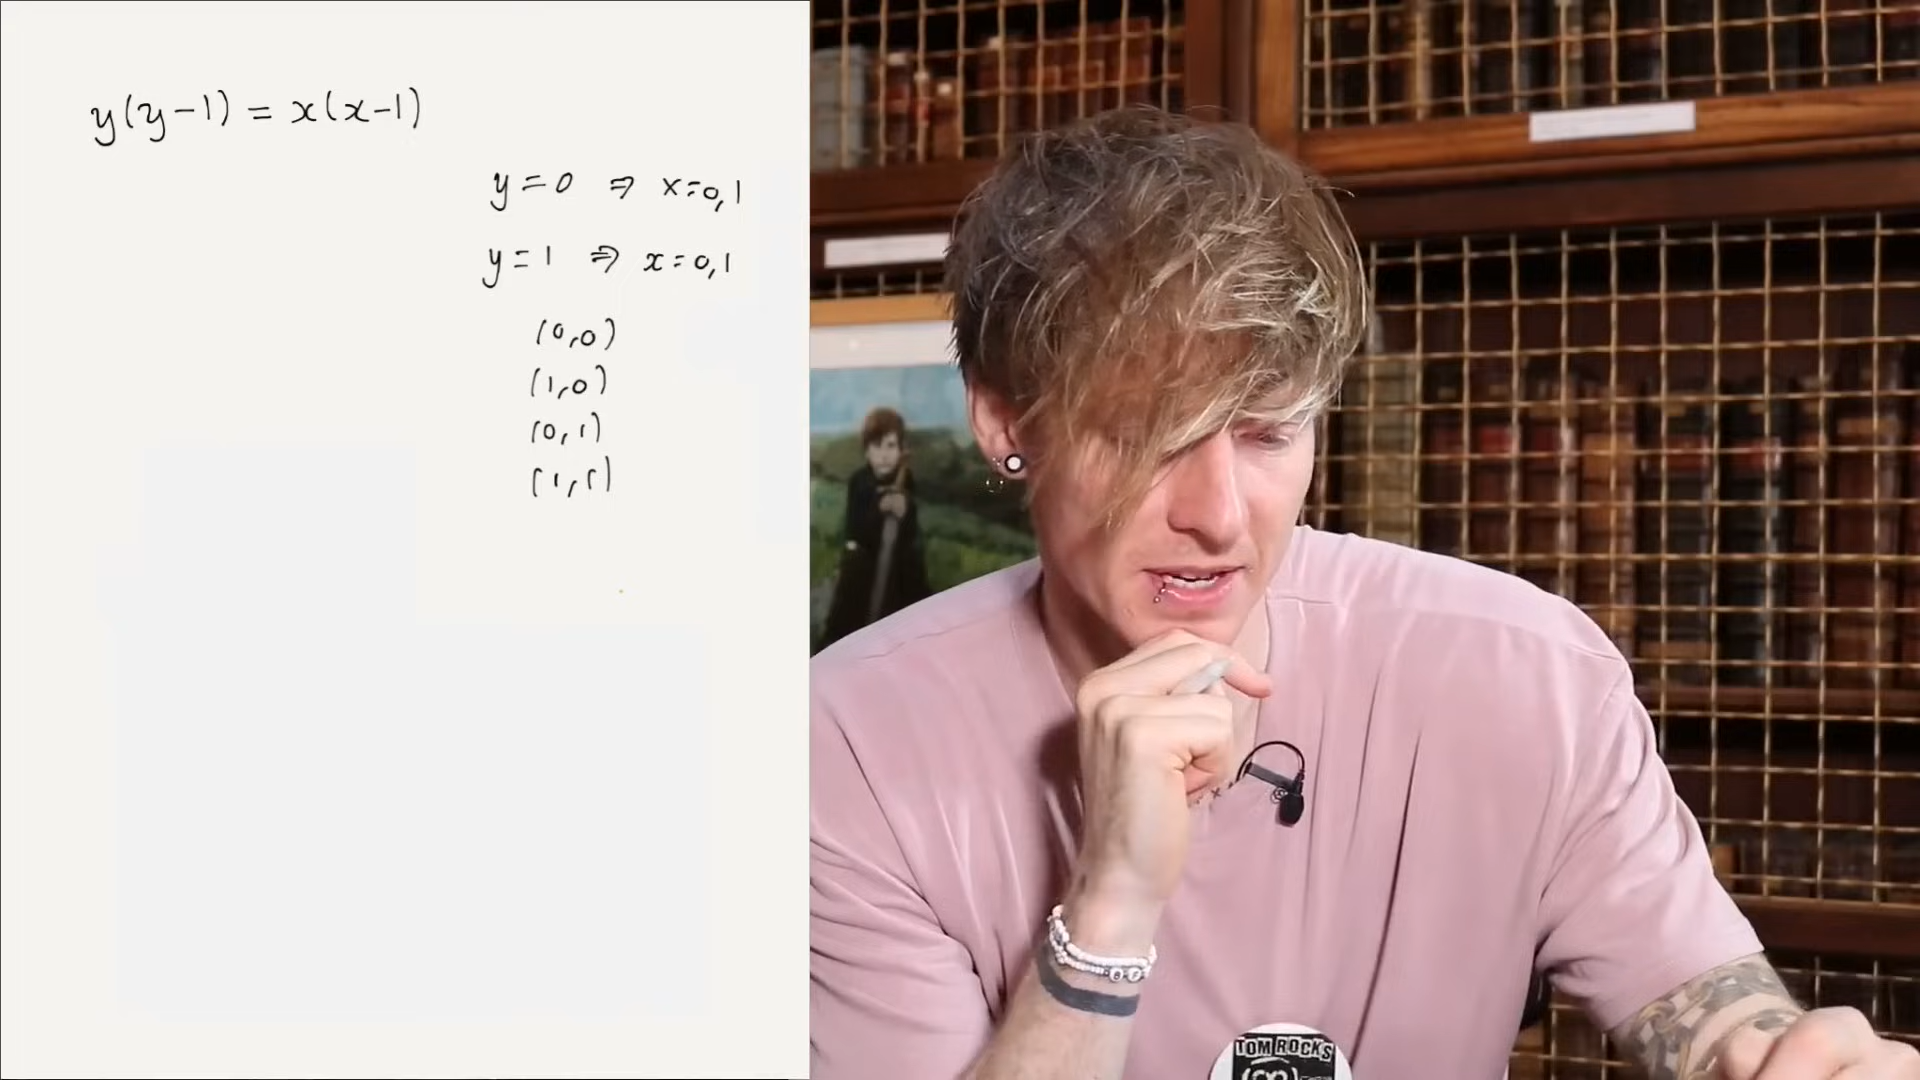 y(y-1) = x(x-1)
y = 0 ⇒ x = 0, 1
y = 1 ⇒ x = 0, 1
(0,0)
(1,0)
(0,1)
(1,1)
TOM ROCKS